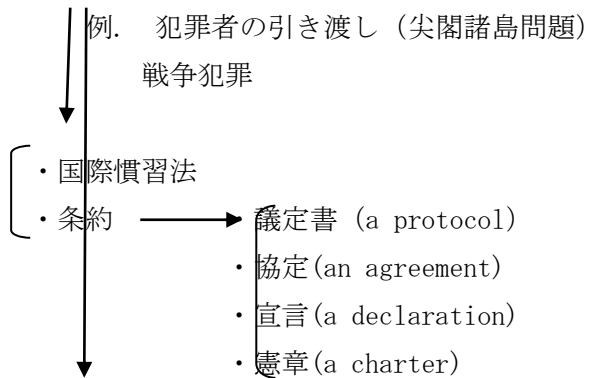 例. 犯罪者の引き渡し (尖閣諸島問題)
戦争犯罪
・国際慣習法
・条約 ・議定書 (a protocol)
・協定(an agreement)
・宣言(a declaration)
・憲章(a charter)